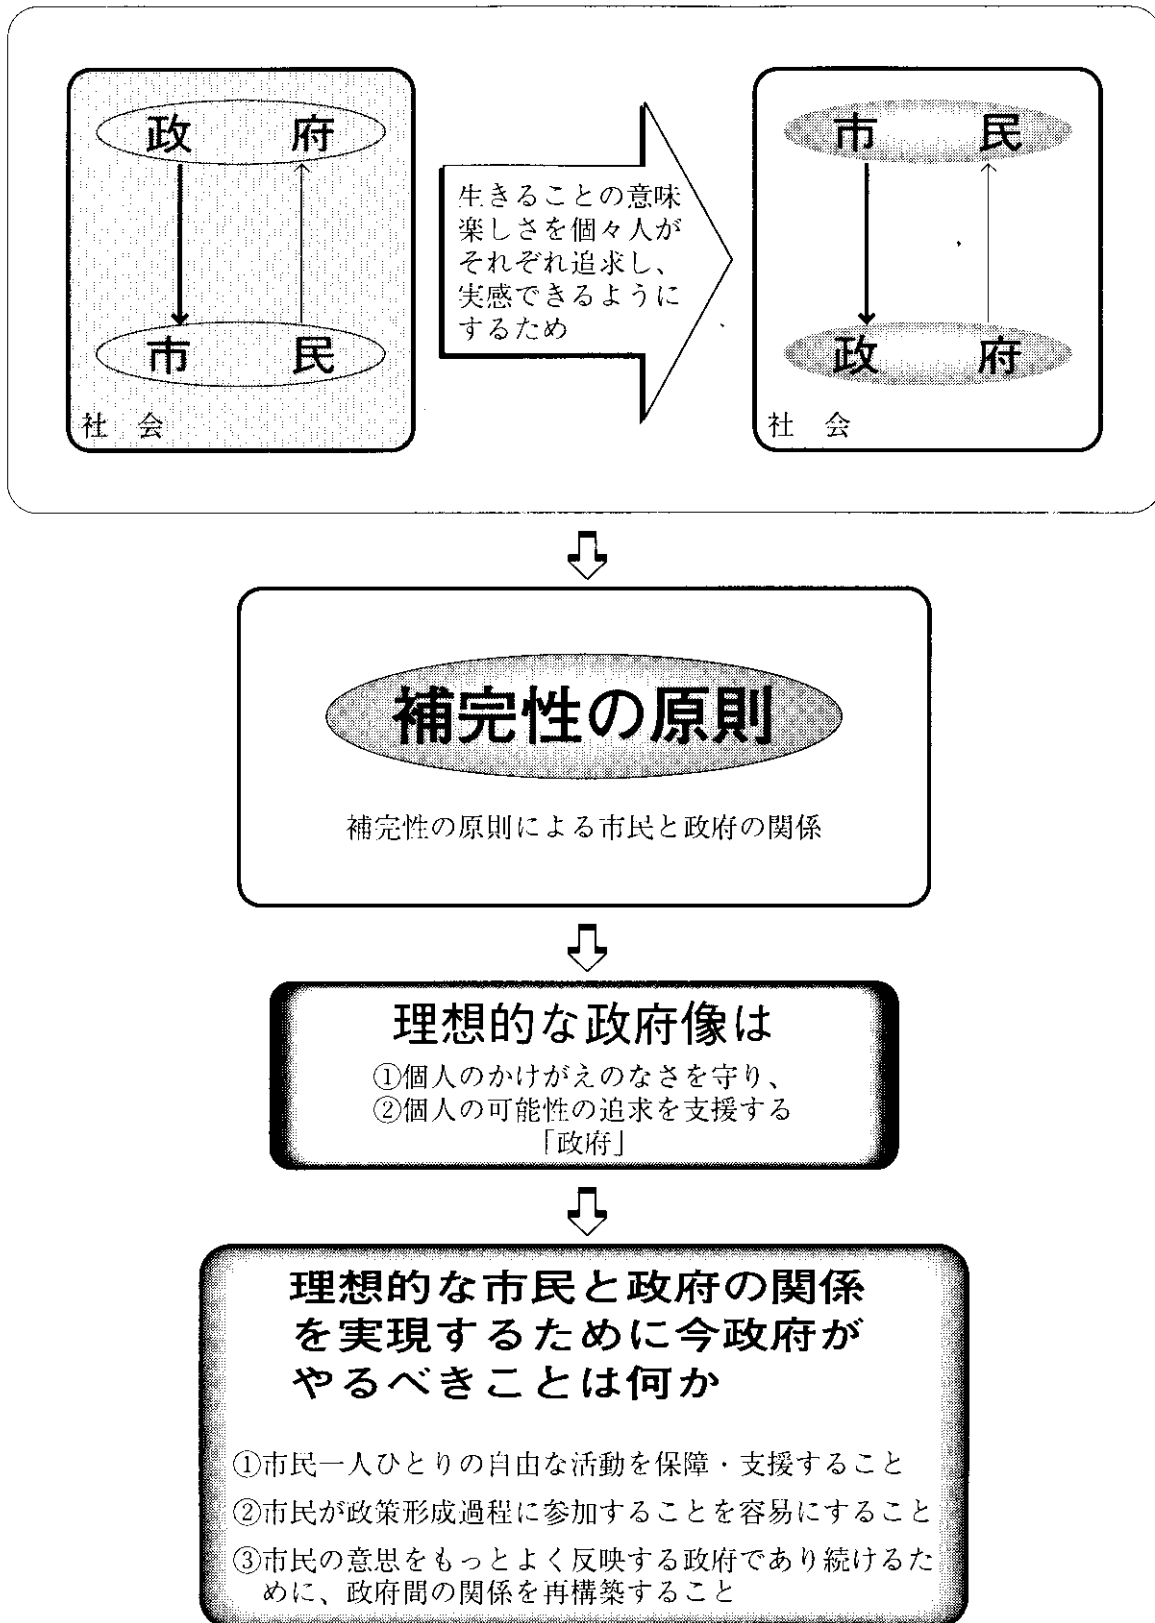 政　府
市　民
社　会
生きることの意味
楽しさを個々人が
それぞれ追求し、
実感できるように
するため
市　民
政　府
社　会
補完性の原則
補完性の原則による市民と政府の関係
理想的な政府像は
①個人のかけがえのなさを守り、
②個人の可能性の追求を支援する
「政府」
理想的な市民と政府の関係
を実現するために今政府が
やるべきことは何か
①市民一人ひとりの自由な活動を保障・支援すること
②市民が政策形成過程に参加することを容易にすること
③市民の意思をもっとよく反映する政府であり続けるた
めに、政府間の関係を再構築すること